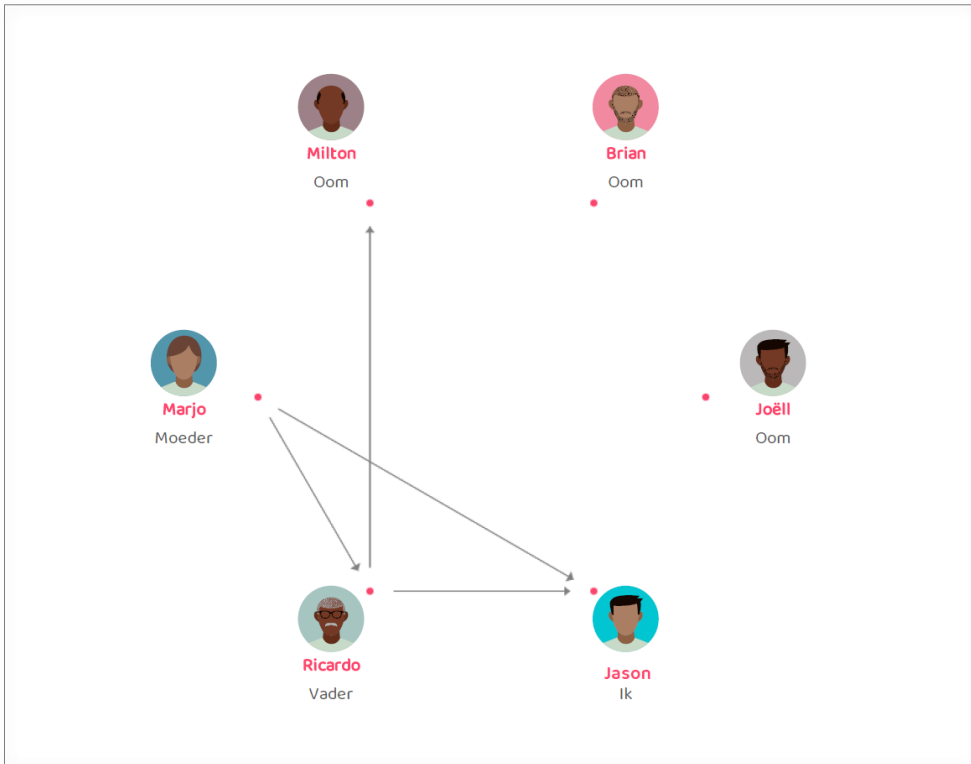 Milton
Oom
Brian
Oom
Marjo
Moeder
Joëll
Oom
Ricardo
Vader
Jason
Ik